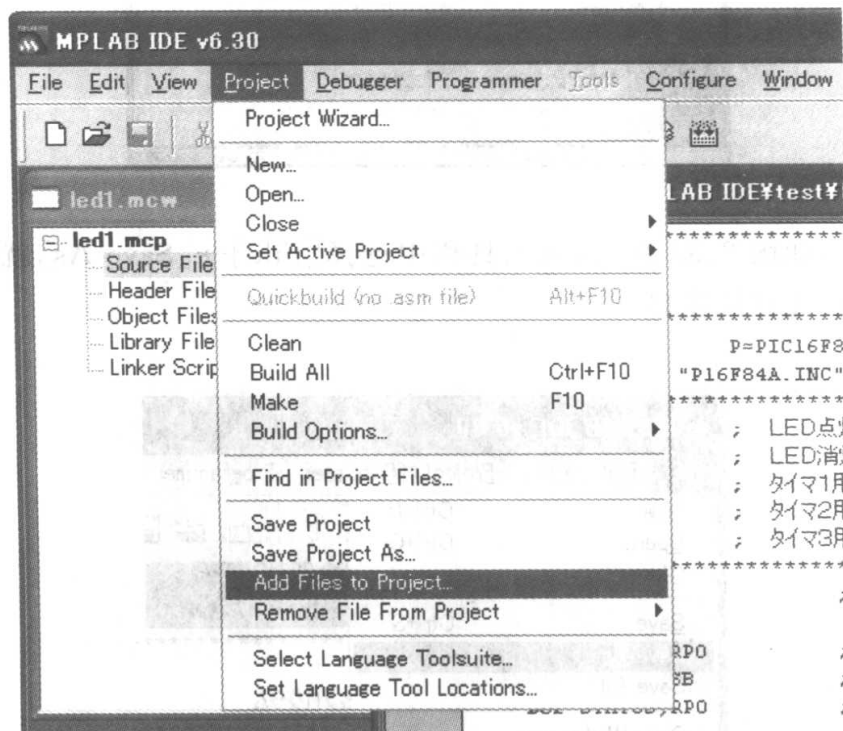 MPLAB IDE v6.30
File Edit View Project Debugger Programmer Tools Configure Window
Project Wizard...
New...
Open...
Close
Set Active Project
Quickbuild (no .asm file) Alt+F10
Clean
Build All Ctrl+F10
Make F10
Build Options...
Find in Project Files...
Save Project
Save Project As...
Add Files to Project...
Remove File From Project
Select Language Toolsuite...
Set Language Tool Locations...
led1.mcw
led1.mcp
Source File
Header File
Object Files
Library File
Linker Scrip
LAB IDE¥test¥
*************
*************
P=PIC16F8
"P16F84A.INC"
*************
; LED点
; LED消
; タイマ1用
; タイマ2用
; タイマ3用
*************
;
RP0 ;
SB ;
,RP0 ;